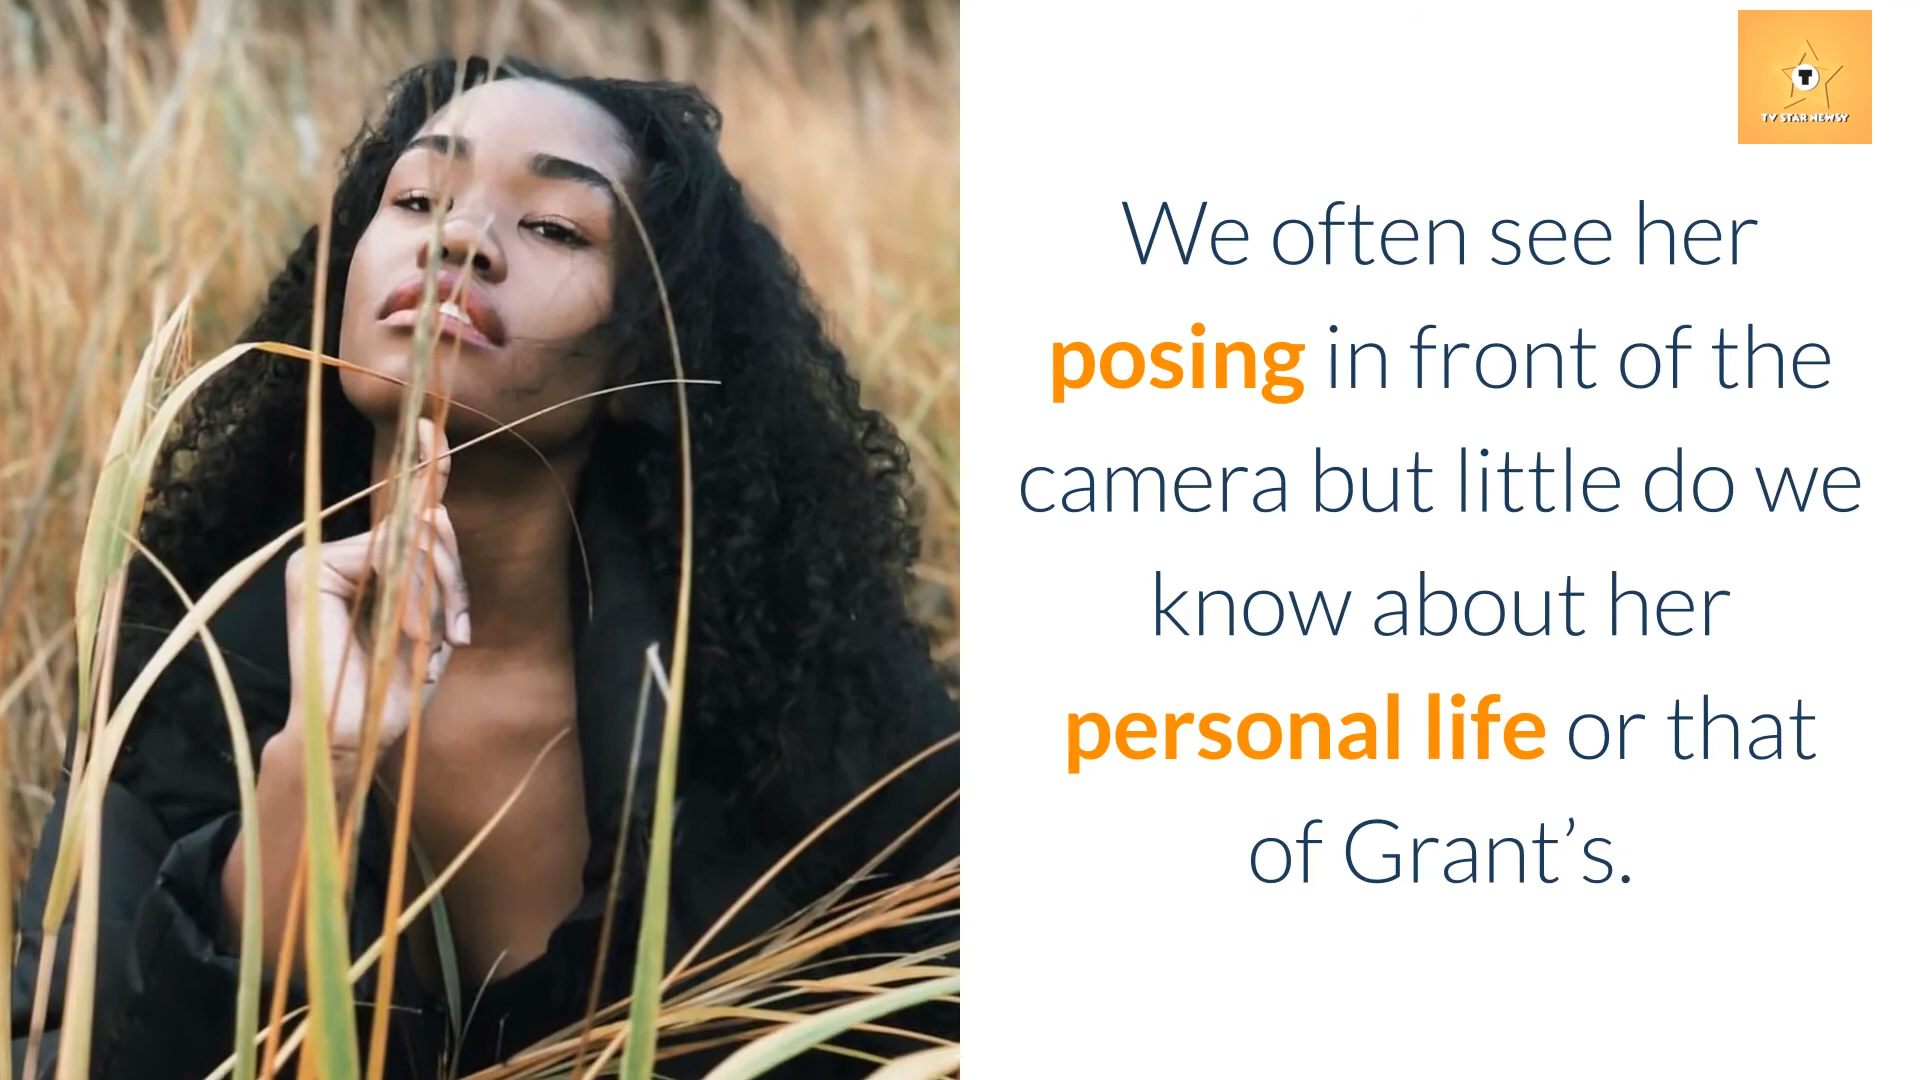 TV STAR NEWSY
T
We often see her
posing in front of the
camera but little do we
know about her
personal life or that
of Grant’s.